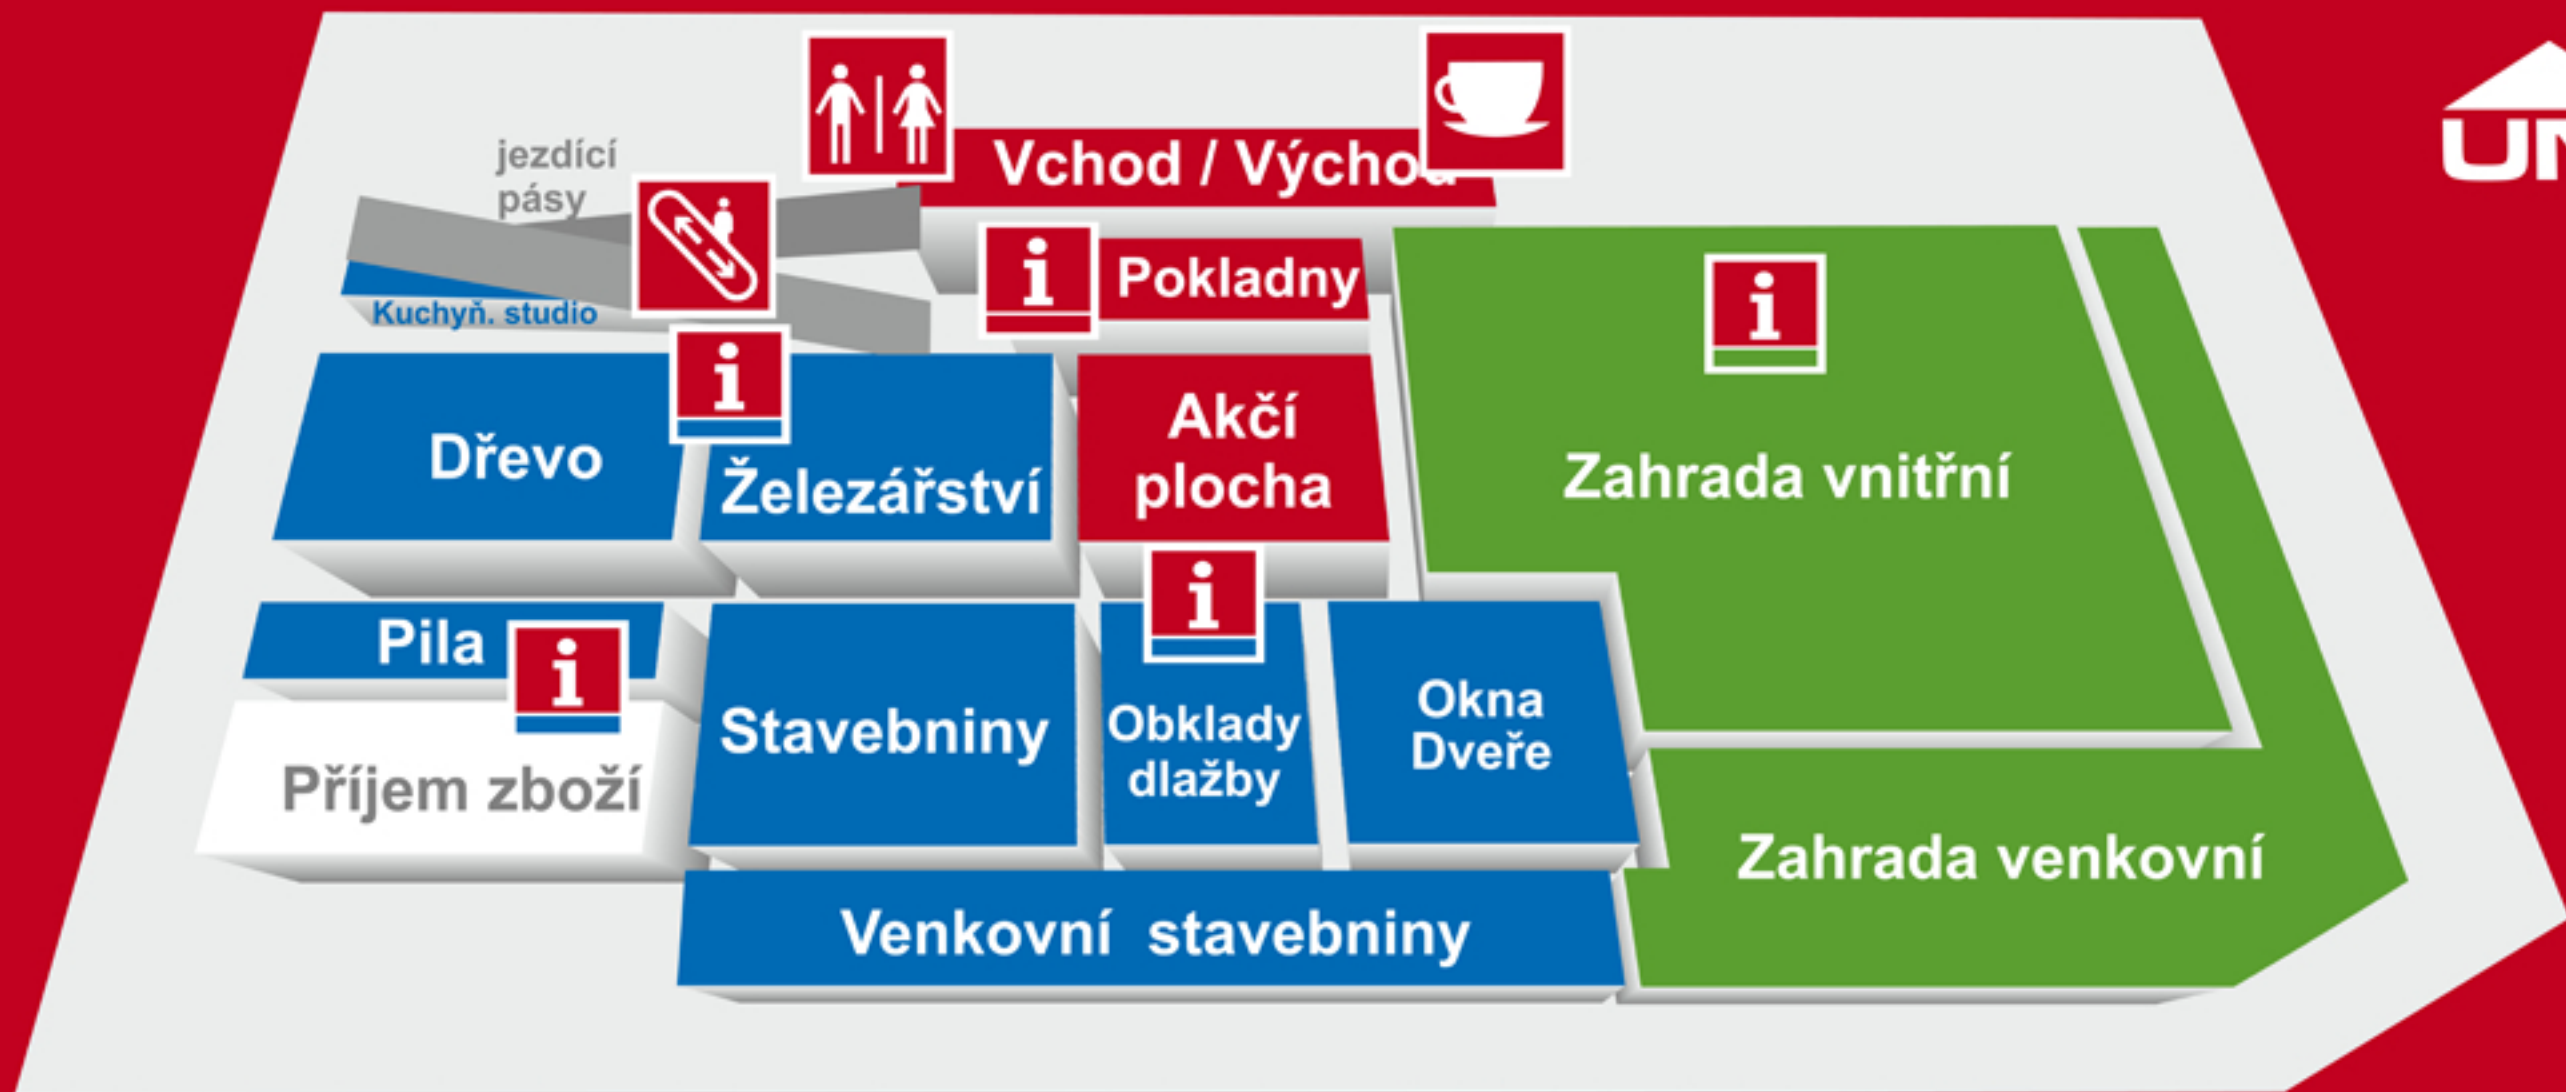 jezdící
pásy
Vchod / Východ
Kuchyň. studio
i Pokladny
i
i
Dřevo
Železářství
Akčí
plocha
Zahrada vnitřní
i
Pila
i
Příjem zboží
Stavebniny
Obklady
dlažby
Okna
Dveře
Zahrada venkovní
Venkovní stavebniny